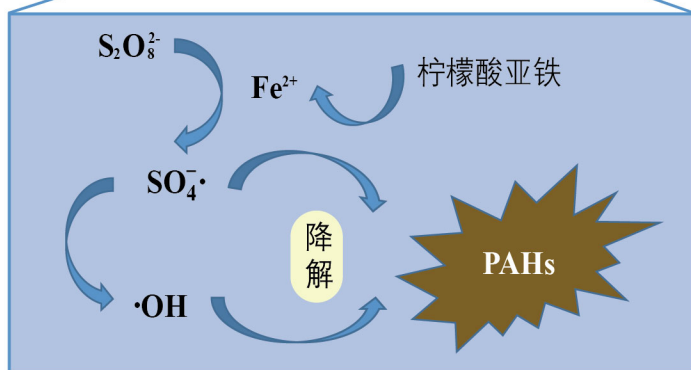 S₂O₈²⁻
Fe²⁺
柠檬酸亚铁
SO₄⁻·
降解
PAHs
·OH